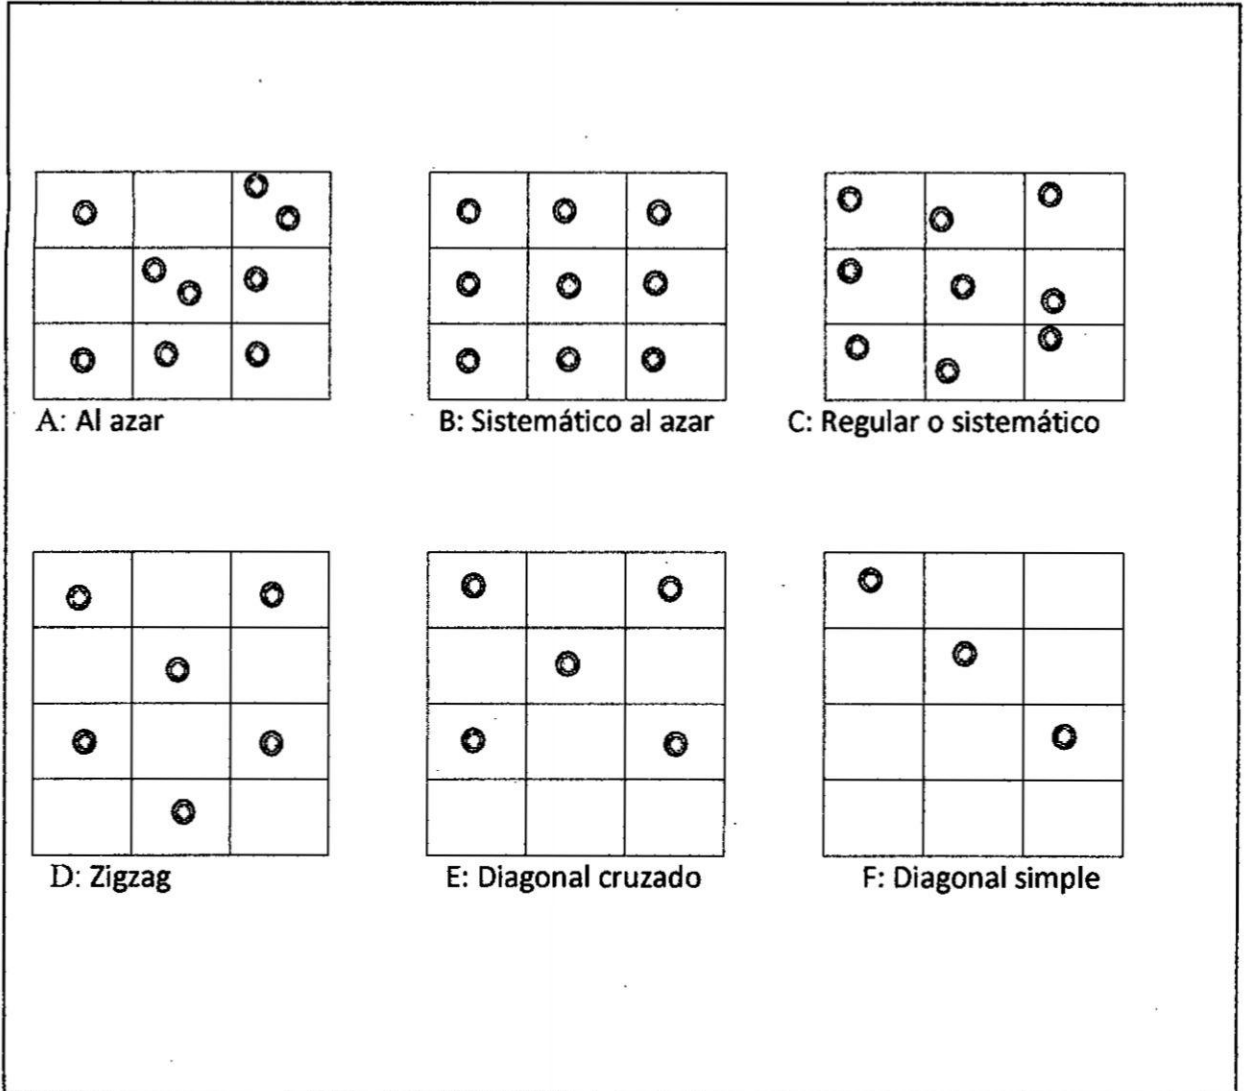 A: Al azar
B: Sistemático al azar
C: Regular o sistemático
D: Zigzag
E: Diagonal cruzado
F: Diagonal simple